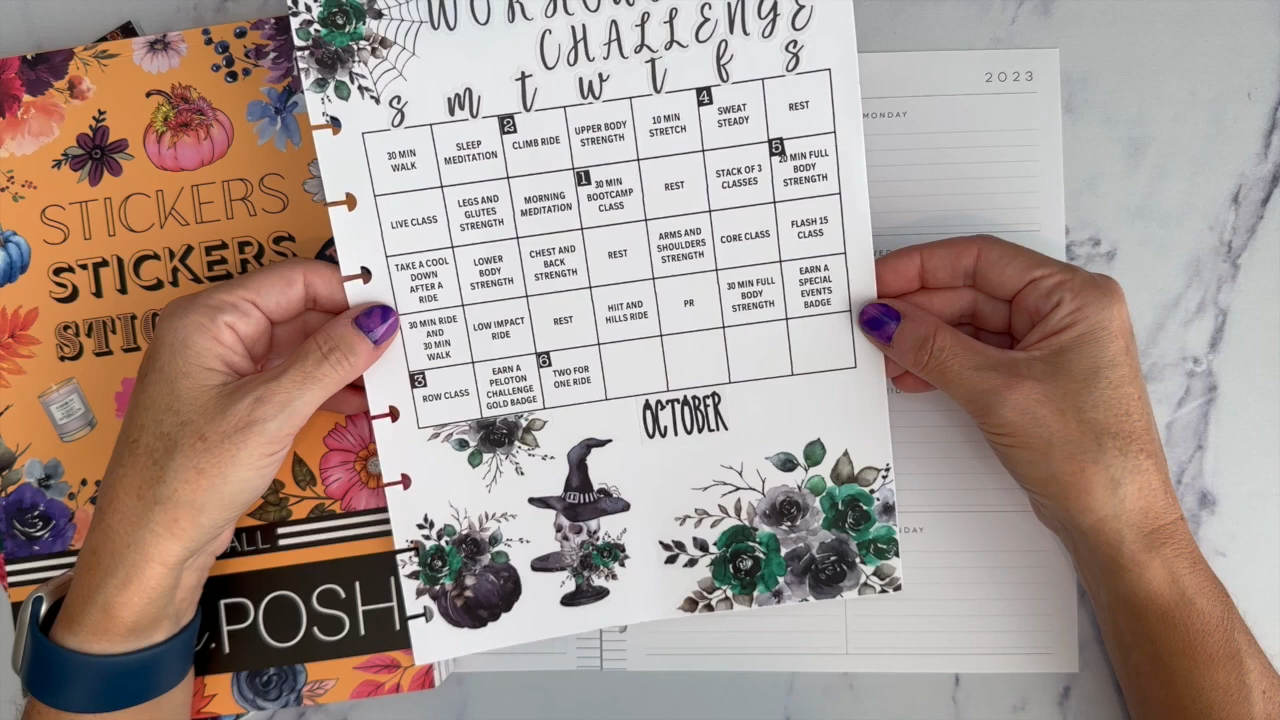 CHALLENGE
s m t w t f s
30 MIN
WALK
SLEEP
MEDITATION
2
CLIMB RIDE
UPPER BODY
STRENGTH
10 MIN
STRETCH
4
SWEAT
STEADY
REST
LIVE CLASS
LEGS AND
GLUTES
STRENGTH
MORNING
MEDITATION
1
30 MIN
BOOTCAMP
CLASS
REST
STACK OF 3
CLASSES
5
20 MIN FULL
BODY
STRENGTH
TAKE A COOL
DOWN
AFTER A
RIDE
LOWER
BODY
STRENGTH
CHEST AND
BACK
STRENGTH
REST
ARMS AND
SHOULDERS
STRENGTH
CORE CLASS
FLASH 15
CLASS
30 MIN RIDE
AND
30 MIN
WALK
LOW IMPACT
RIDE
REST
HIIT AND
HILLS RIDE
PR
30 MIN FULL
BODY
STRENGTH
EARN A
SPECIAL
EVENTS
BADGE
3
ROW CLASS
EARN A
PELOTON
CHALLENGE
GOLD BADGE
6
TWO FOR
ONE RIDE
OCTOBER
STICKERS
STICKERS
POSH
2023
MONDAY